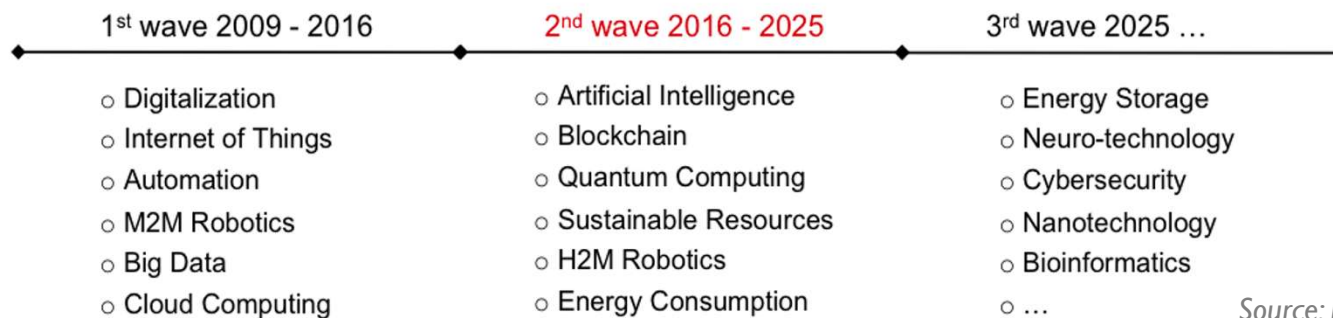 1st wave 2009 - 2016
2nd wave 2016 - 2025
3rd wave 2025 …
○ Digitalization
○ Internet of Things
○ Automation
○ M2M Robotics
○ Big Data
○ Cloud Computing
○ Artificial Intelligence
○ Blockchain
○ Quantum Computing
○ Sustainable Resources
○ H2M Robotics
○ Energy Consumption
○ Energy Storage
○ Neuro-technology
○ Cybersecurity
○ Nanotechnology
○ Bioinformatics
○ …
Source: